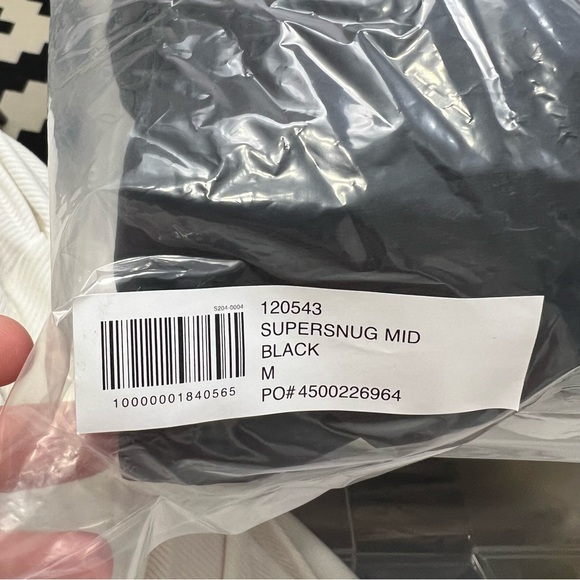 S204-0004
120543
SUPERSNUG MID
BLACK
M
PO# 4500226964
10000001840565